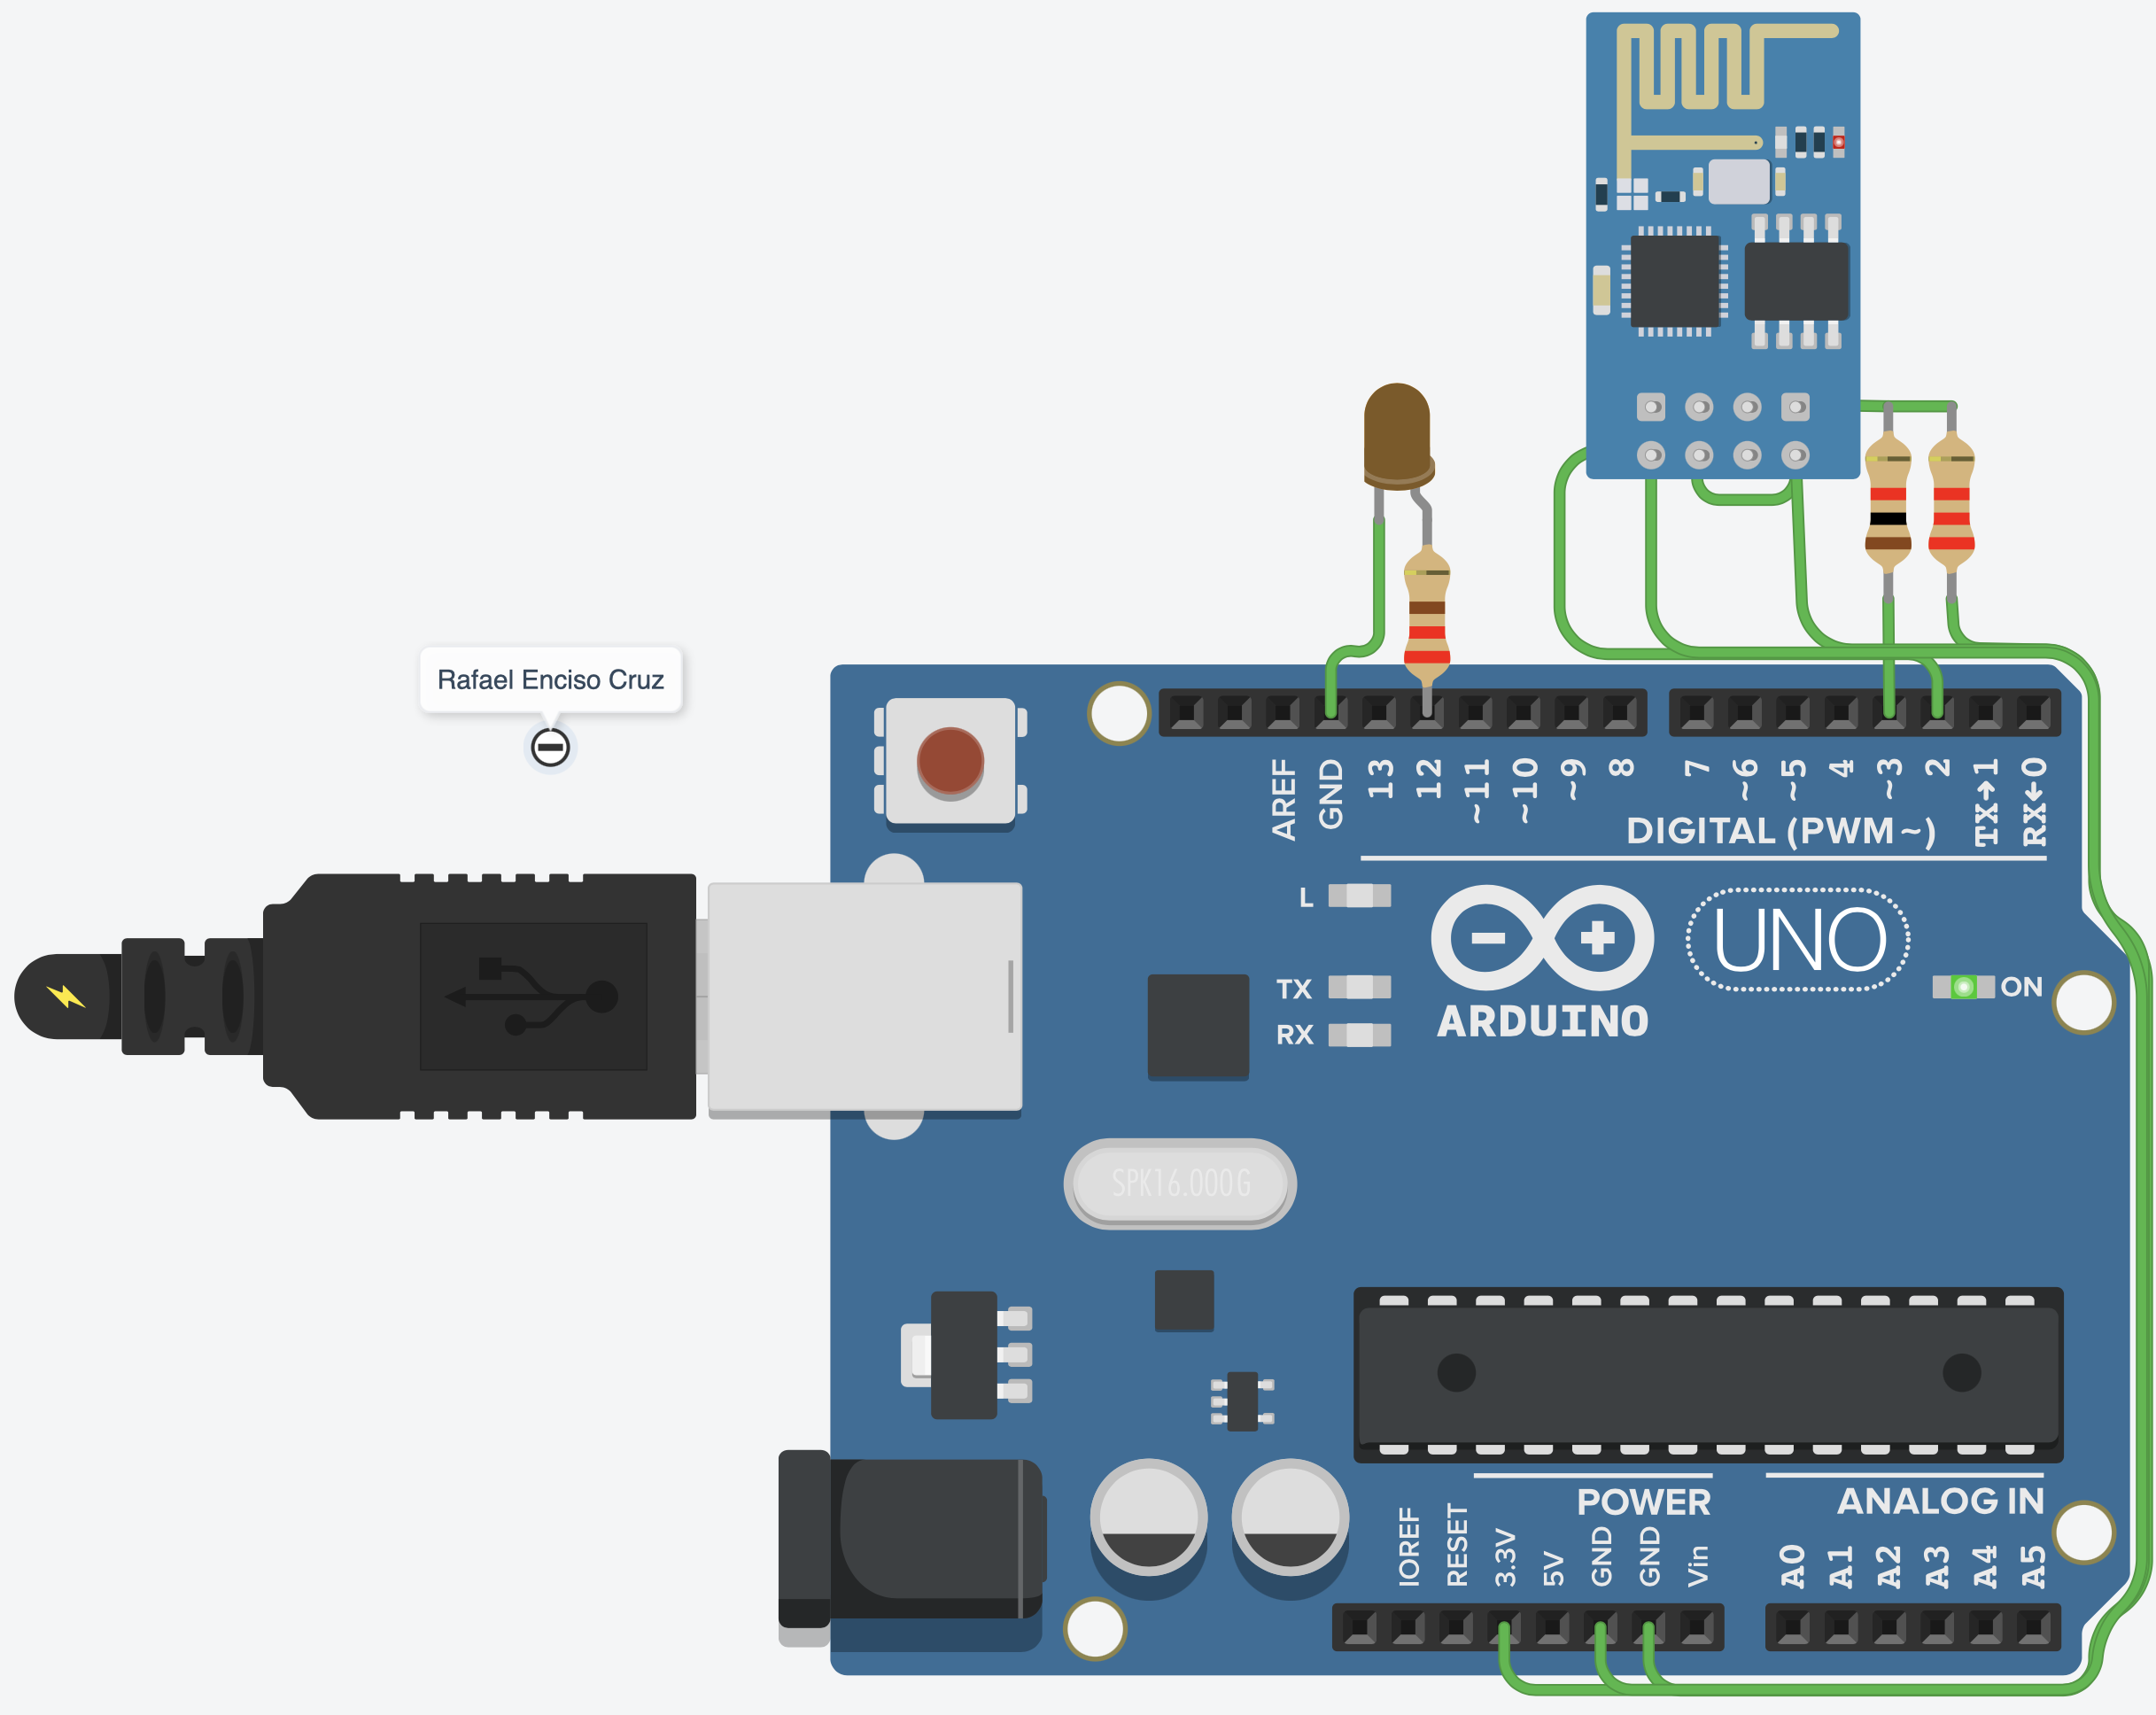 Rafael Enciso Cruz
AREF
GND
13
12
~11
~10
~9
8
7
~6
~5
4
~3
2
TX→1
RX←0
DIGITAL (PWM ~)
L
TX
RX
ARDUINO
UNO
ON
SPK16.000G
POWER
ANALOG IN
IOREF
RESET
3.3V
5V
GND
GND
Vin
A0
A1
A2
A3
A4
A5